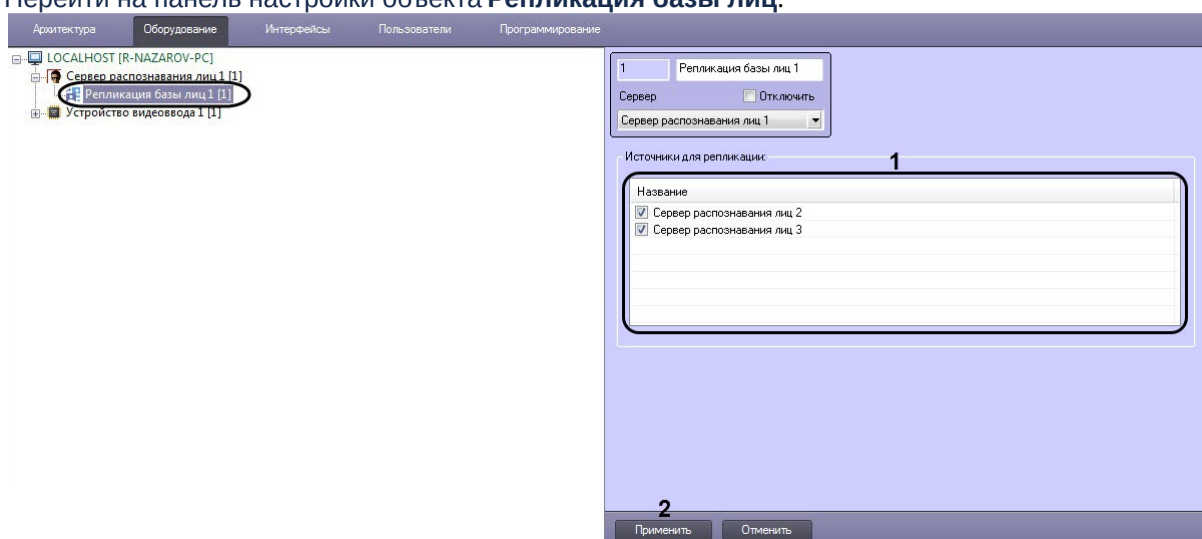 Перейти на панель настройки объекта Репликация базы лиц.
Архитектура Оборудование Интерфейсы Пользователи Программирование
LOCALHOST [R-NAZAROV-PC]
Сервер распознавания лиц 1 [1]
Репликация базы лиц 1 [1]
Устройство видеоввода 1 [1]
1 Репликация базы лиц 1
Сервер Отключить
Сервер распознавания лиц 1
Источники для репликации:
1
Название
Сервер распознавания лиц 2
Сервер распознавания лиц 3
2
Применить Отменить